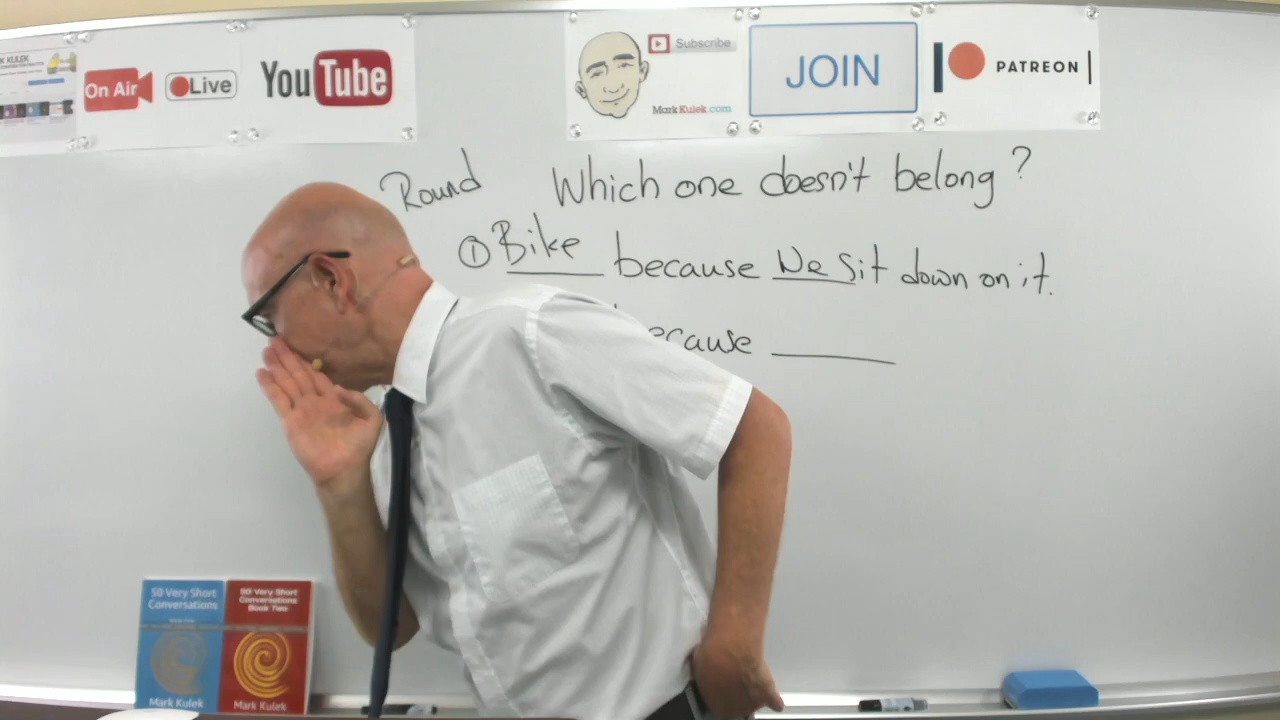 K KULEK
On Air
Live
YouTube
Subscribe
MarkKulek.com
JOIN
PATREON
Round Which one doesn't belong?
① Bike because We sit down on it.
ecause
50 Very Short
Conversations
Mark Kulek
50 Very Short
Conversations
Book Two
Mark Kulek